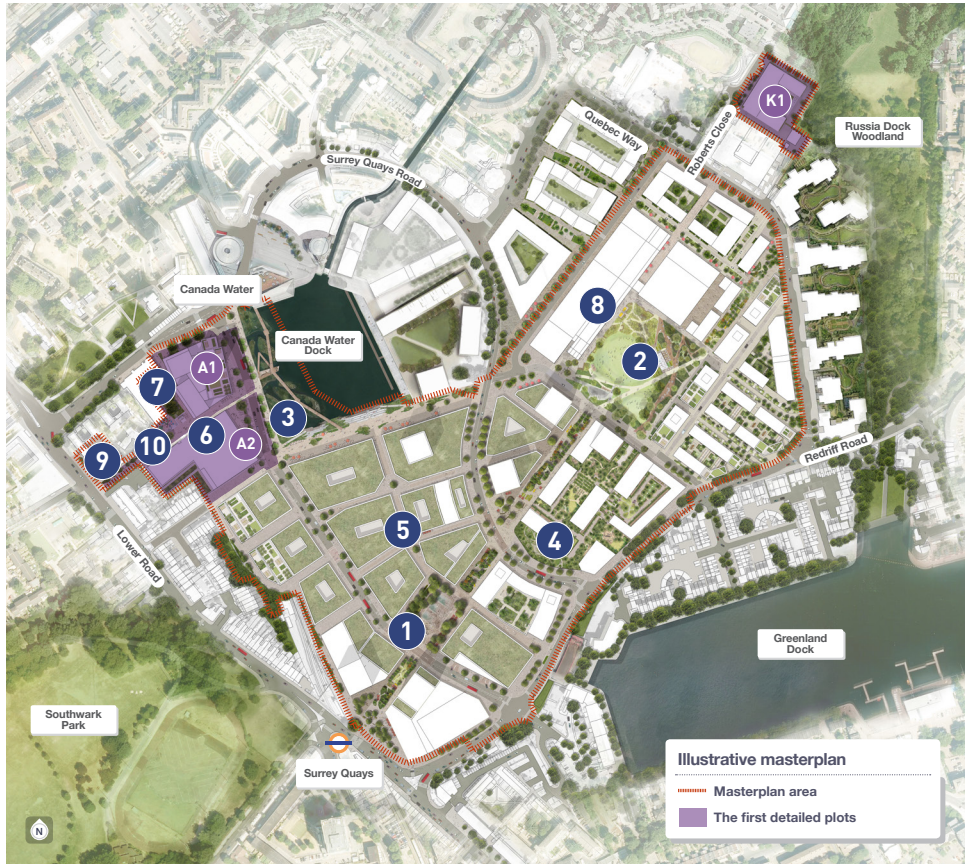 K1
Quebec Way
Roberts Close
Russia Dock
Woodland
Surrey Quays Road
Canada Water
Canada Water
Dock
8
2
A1
7
3
6
A2
10
9
Redriff Road
5
4
Lower Road
1
Greenland
Dock
Southwark
Park
Surrey Quays
Illustrative masterplan
Masterplan area
The first detailed plots
N